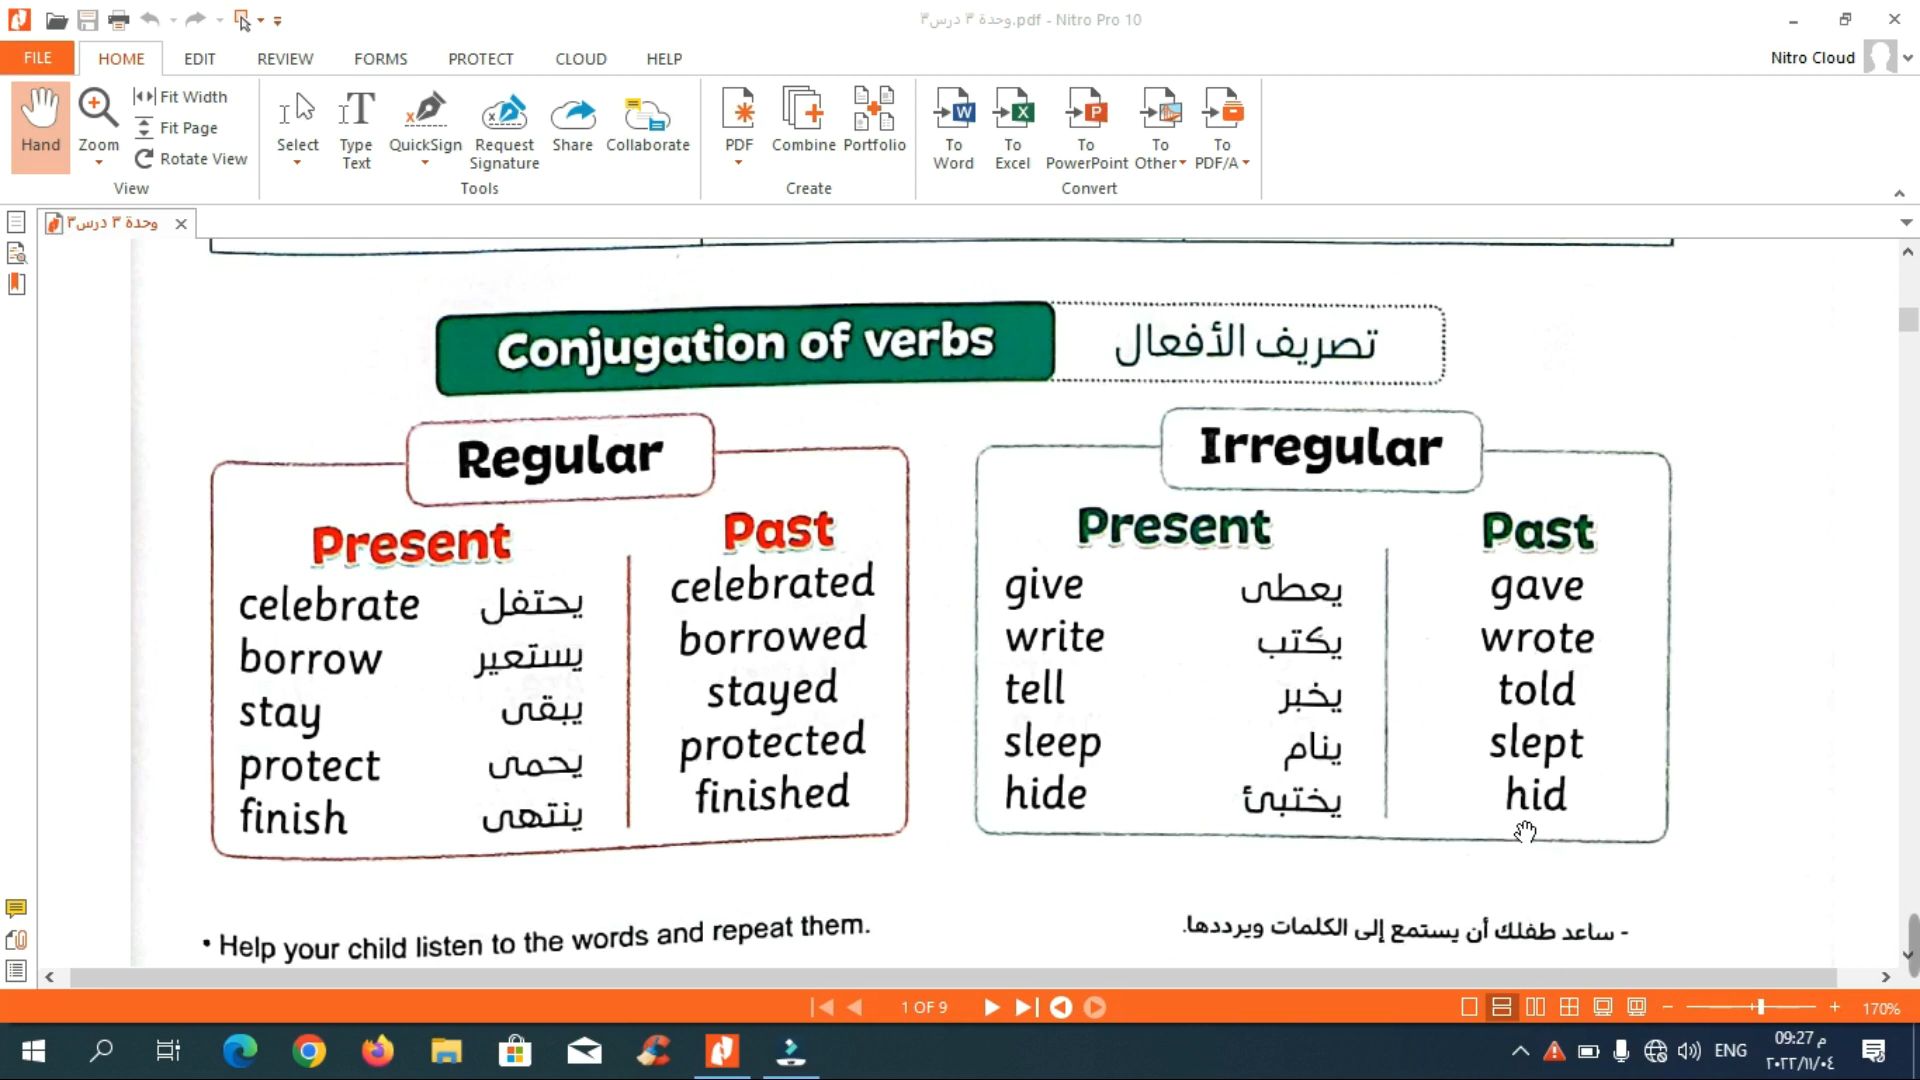 وحدة ٣ درس٣.pdf - Nitro Pro 10
FILE HOME EDIT REVIEW FORMS PROTECT CLOUD HELP
Nitro Cloud
Hand
Zoom
Fit Width
Fit Page
Rotate View
View
Select
Type Text
QuickSign
Request Signature
Share
Collaborate
Tools
PDF
Combine
Portfolio
Create
To Word
To Excel
To PowerPoint
To Other
To PDF/A
Convert
وحدة ٣ درس٣
Conjugation of verbs
تصريف الأفعال
Regular
Present Past
celebrate يحتفل celebrated
borrow يستعير borrowed
stay يبقى stayed
protect يحمى protected
finish ينتهى finished
Irregular
Present Past
give يعطى gave
write يكتب wrote
tell يخبر told
sleep ينام slept
hide يختبئ hid
• Help your child listen to the words and repeat them.
- ساعد طفلك أن يستمع إلى الكلمات ويرددها.
1 OF 9
170%
ENG
09:27 م
٢٠٢٢/١١/٠٤